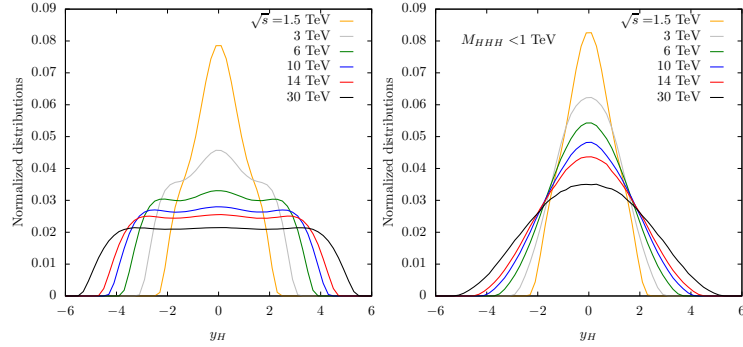 0.09
0.08
0.07
0.06
0.05
0.04
0.03
0.02
0.01
0
−6
−4
−2
0
2
4
6
Normalized distributions
y_H
√s =1.5 TeV
3 TeV
6 TeV
10 TeV
14 TeV
30 TeV
0.09
0.08
0.07
0.06
0.05
0.04
0.03
0.02
0.01
0
−6
−4
−2
0
2
4
6
Normalized distributions
y_H
M_HHH <1 TeV
√s =1.5 TeV
3 TeV
6 TeV
10 TeV
14 TeV
30 TeV